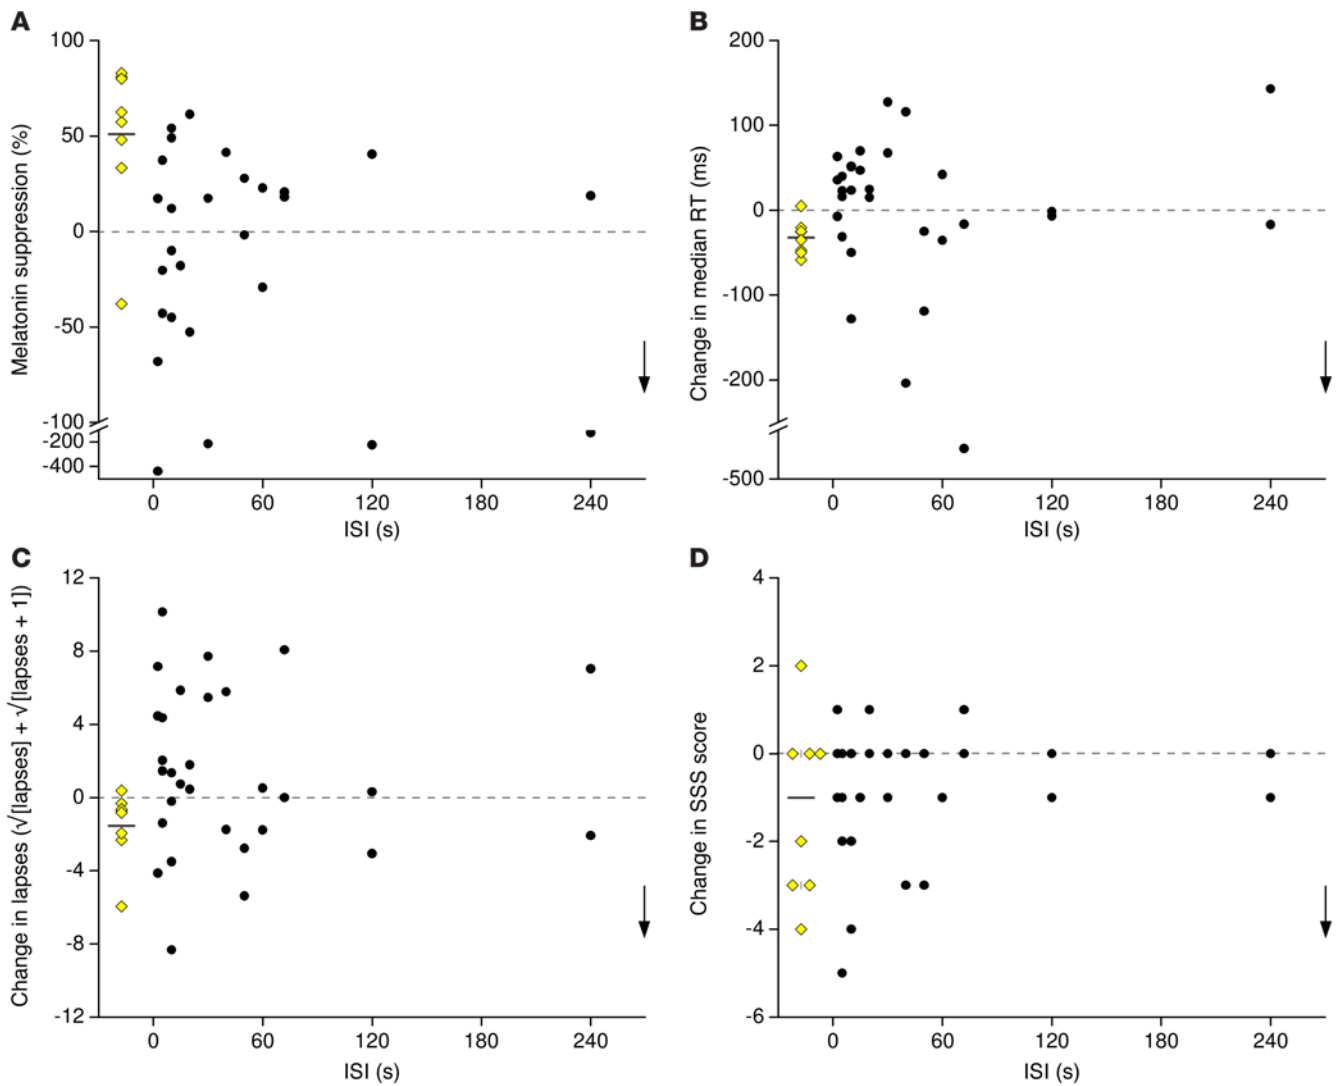 A
Melatonin suppression (%)
100
50
0
-50
-100
-200
-400
0 60 120 180 240
ISI (s)
B
Change in median RT (ms)
200
100
0
-100
-200
-500
0 60 120 180 240
ISI (s)
C
Change in lapses (√[lapses] + √[lapses + 1])
12
8
4
0
-4
-8
-12
0 60 120 180 240
ISI (s)
D
Change in SSS score
4
2
0
-2
-4
-6
0 60 120 180 240
ISI (s)